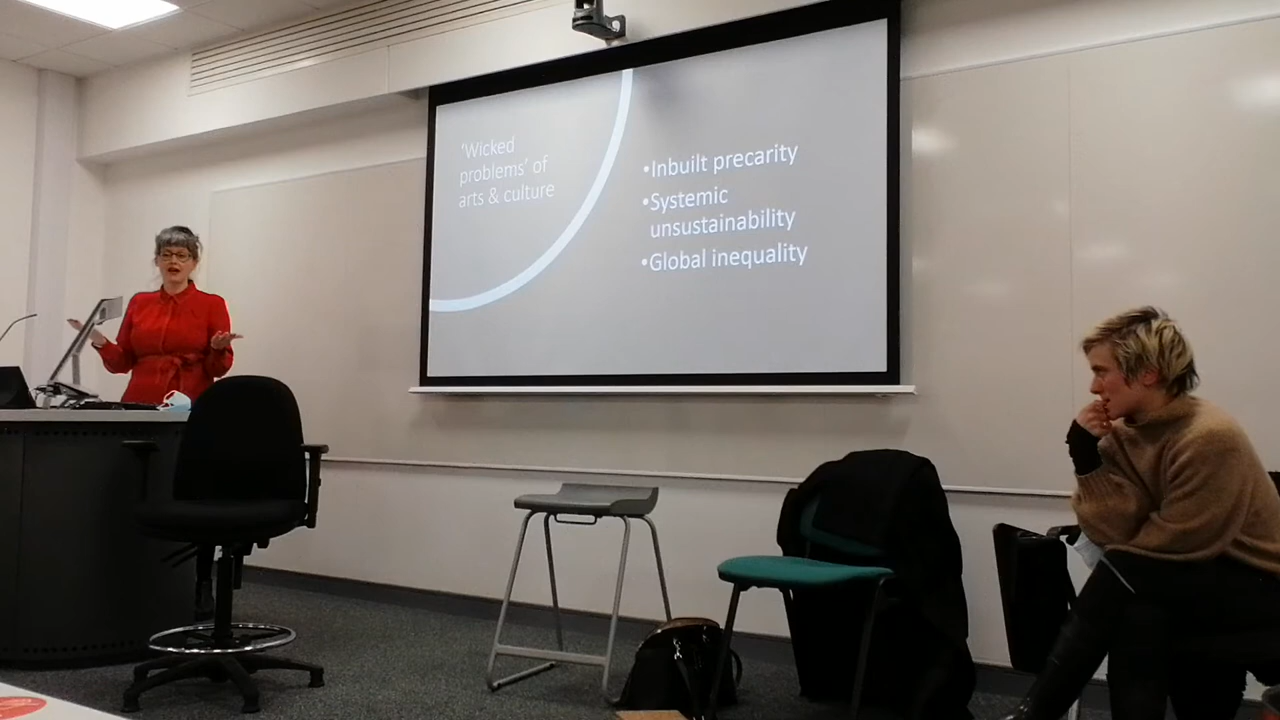 'Wicked
problems' of
arts & culture
•Inbuilt precarity
•Systemic
unsustainability
•Global inequality